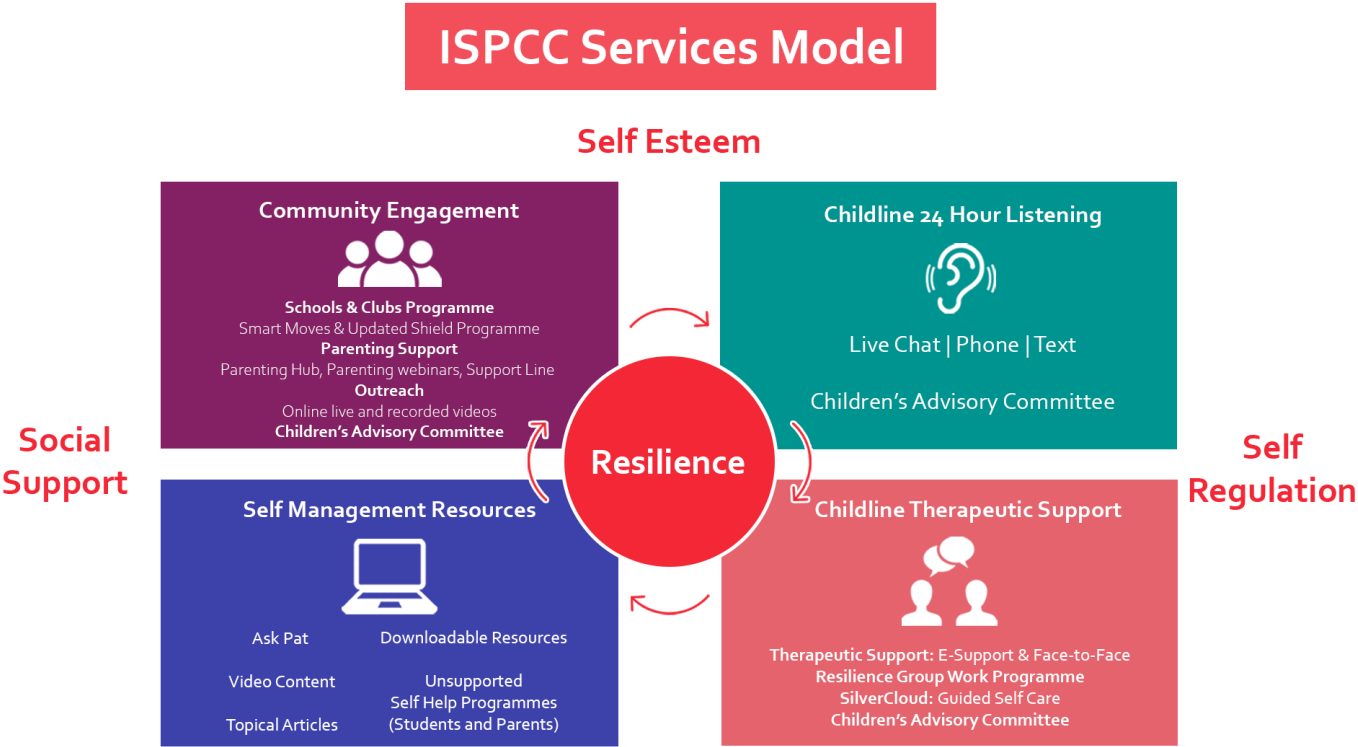 ISPCC Services Model
Self Esteem
Community Engagement
Schools & Clubs Programme
Smart Moves & Updated Shield Programme
Parenting Support
Parenting Hub, Parenting webinars, Support Line
Outreach
Online live and recorded videos
Children's Advisory Committee
Childline 24 Hour Listening
Live Chat | Phone | Text
Children's Advisory Committee
Social
Support
Resilience
Self
Regulation
Self Management Resources
Ask Pat
Video Content
Topical Articles
Downloadable Resources
Unsupported
Self Help Programmes
(Students and Parents)
Childline Therapeutic Support
Therapeutic Support: E-Support & Face-to-Face
Resilience Group Work Programme
SilverCloud: Guided Self Care
Children's Advisory Committee